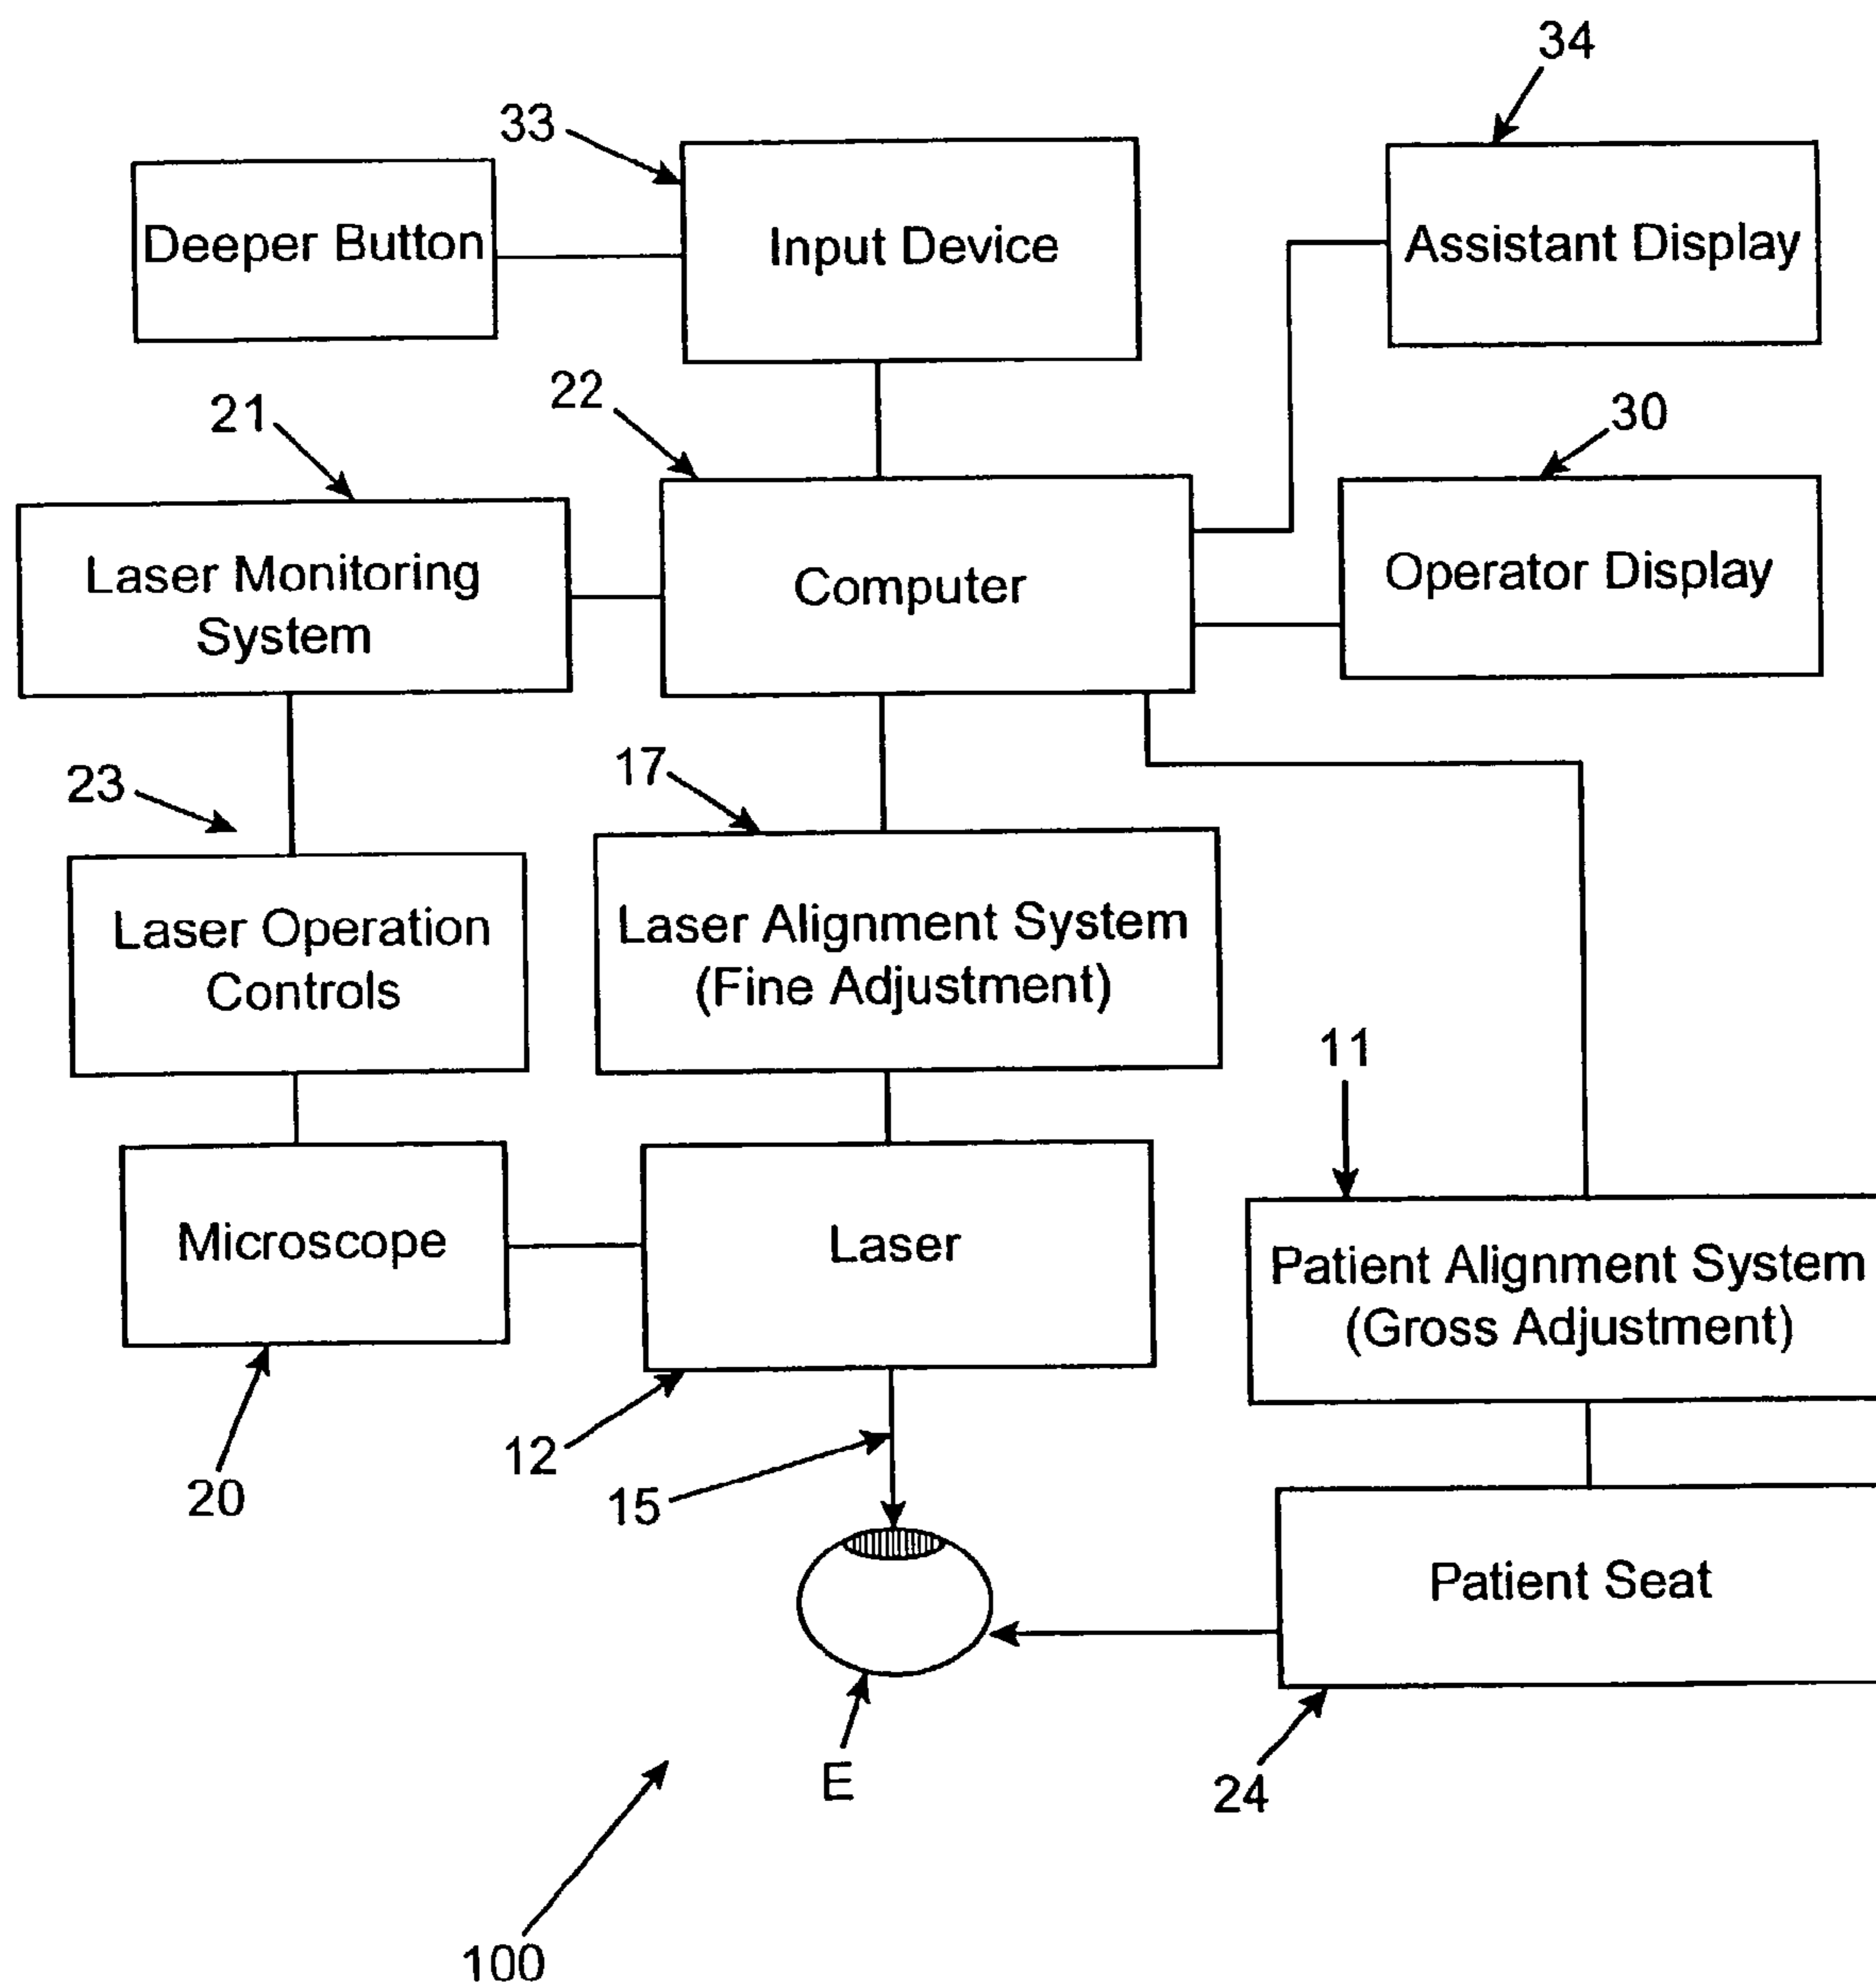 34
33
Deeper Button
Input Device
Assistant Display
22
21
30
Laser Monitoring
System
Computer
Operator Display
17
23
Laser Operation
Controls
Laser Alignment System
(Fine Adjustment)
11
Microscope
Laser
Patient Alignment System
(Gross Adjustment)
12
20
15
Patient Seat
E
24
100